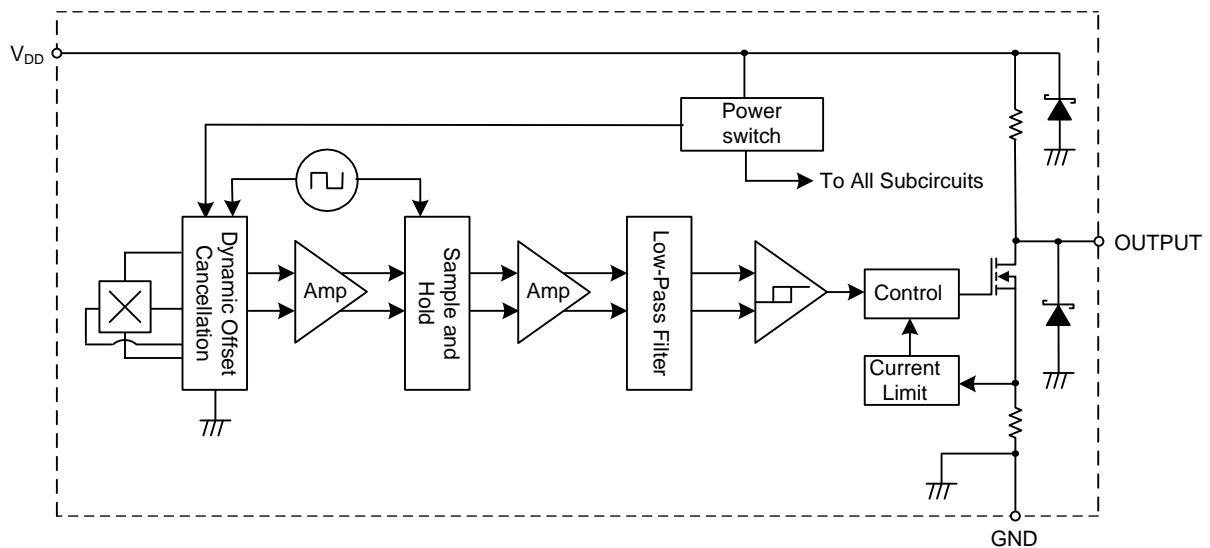 VDD
Power
switch
To All Subcircuits
Dynamic Offset
Cancellation
Amp
Sample and
Hold
Amp
Low-Pass Filter
Control
Current
Limit
OUTPUT
GND